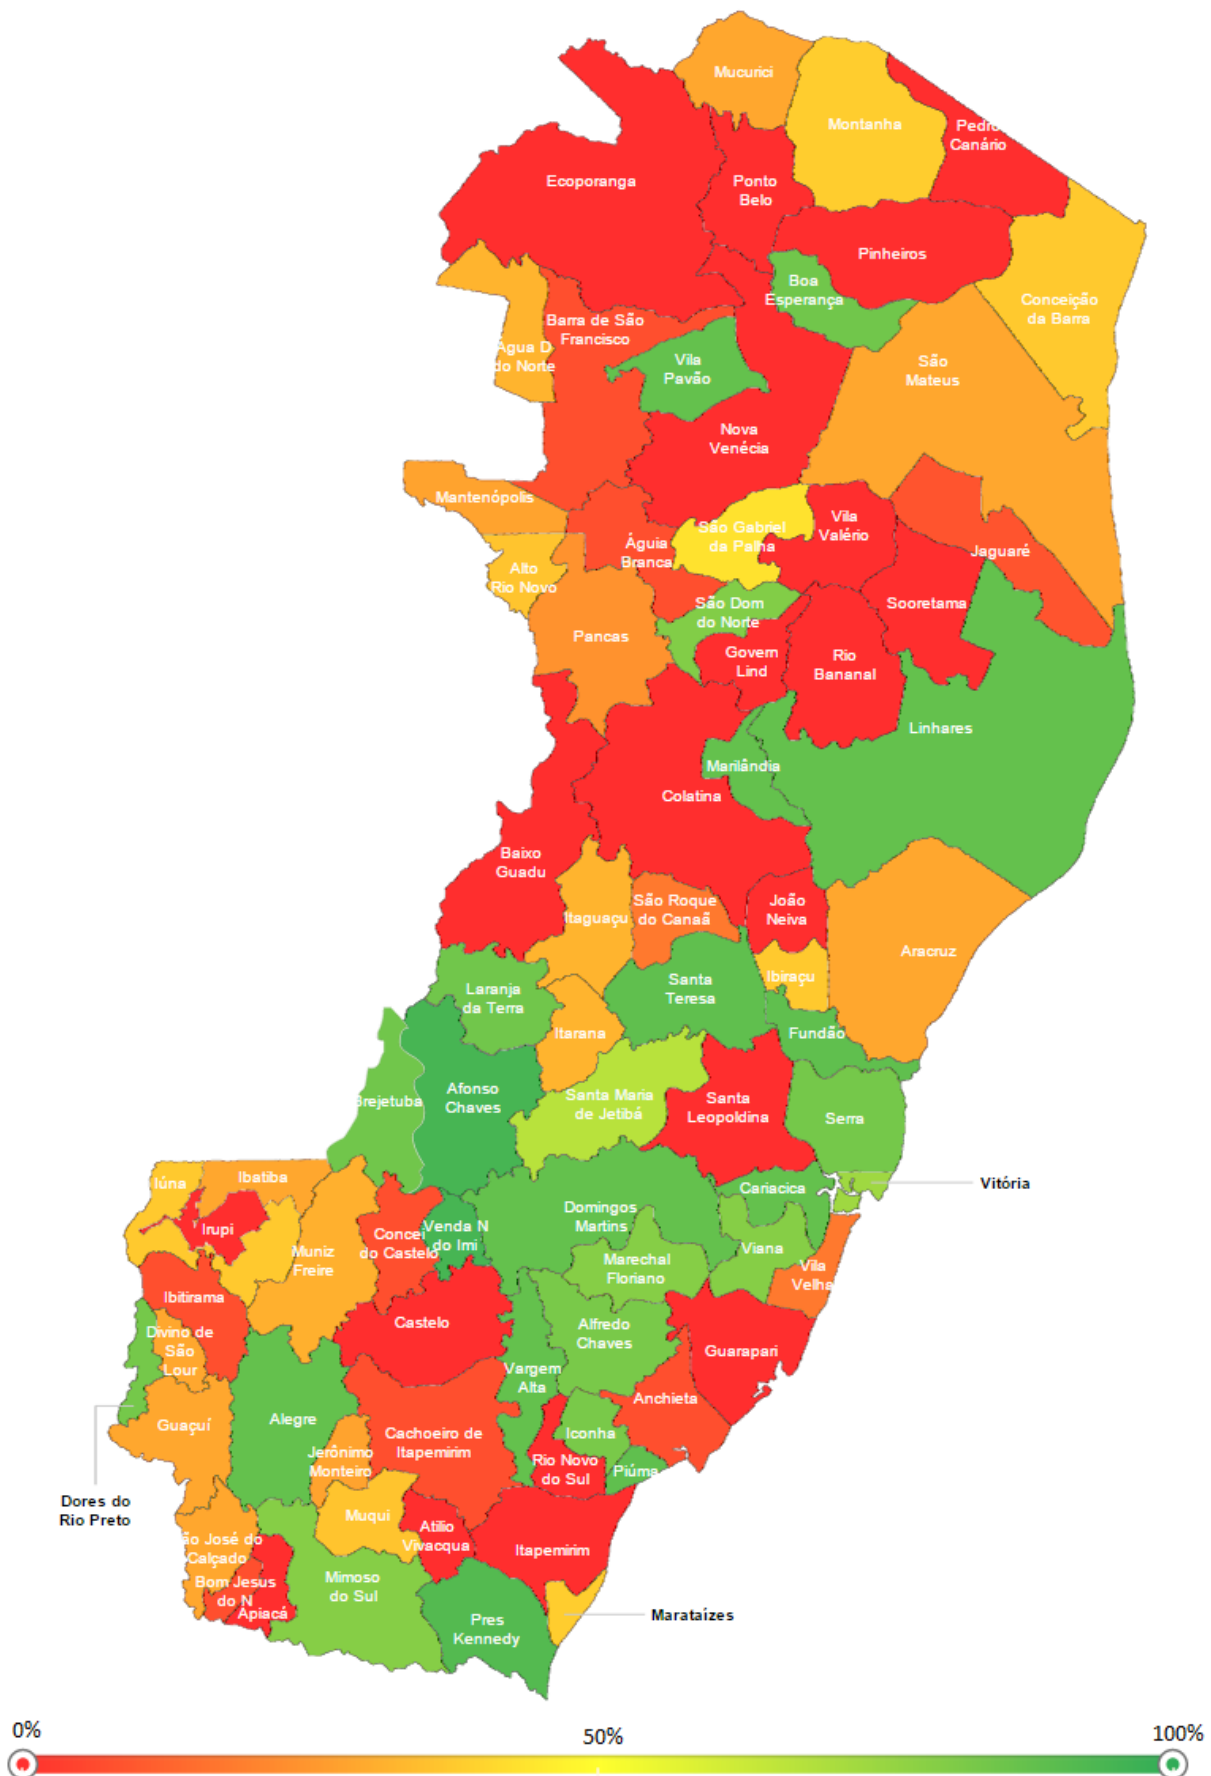 Mucurici
Montanha
Pedro
Canário
Ecoporanga
Ponto
Belo
Pinheiros
Boa
Esperança
Conceição
da Barra
Barra de São
Francisco
Água D
do Norte
Vila
Pavão
São
Mateus
Nova
Venécia
Mantenópolis
São Gabriel
da Palha
Vila
Valério
Águia
Branca
Jaguaré
Alto
Rio Novo
Sooretama
São Dom
do Norte
Pancas
Govern
Lind
Rio
Bananal
Linhares
Marilândia
Colatina
Baixo
Guadu
Itaguaçu
São Roque
do Canaã
João
Neiva
Aracruz
Ibiraçu
Laranja
da Terra
Santa
Teresa
Itarana
Fundão
Brejetuba
Afonso
Chaves
Santa Maria
de Jetibá
Santa
Leopoldina
Serra
Iúna
Ibatiba
Cariacica
Vitória
Irupi
Concei
do Castelo
Venda N
do Imi
Domingos
Martins
Muniz
Freire
Marechal
Floriano
Viana
Vila
Velha
Ibitirama
Castelo
Divino de
São
Lour
Alfredo
Chaves
Guarapari
Vargem
Alta
Anchieta
Guaçuí
Alegre
Cachoeiro de
Itapemirim
Iconha
Jerônimo
Monteiro
Rio Novo
do Sul
Piúma
Dores do
Rio Preto
Muqui
Atilio
Vivacqua
Itapemirim
ão José do
Calçado
Bom Jesus
do N
Apiacá
Mimoso
do Sul
Pres
Kennedy
Marataízes
0%
50%
100%